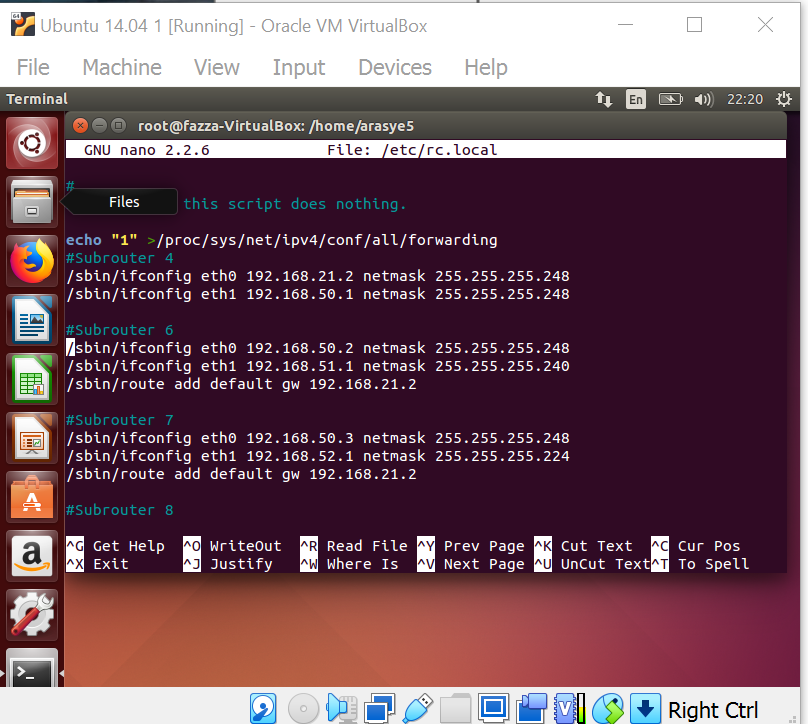 Ubuntu 14.04 1 [Running] - Oracle VM VirtualBox
File Machine View Input Devices Help
Terminal En 22:20
root@fazza-VirtualBox: /home/arasye5
GNU nano 2.2.6 File: /etc/rc.local
#
Files this script does nothing.
echo "1" >/proc/sys/net/ipv4/conf/all/forwarding
#Subrouter 4
/sbin/ifconfig eth0 192.168.21.2 netmask 255.255.255.248
/sbin/ifconfig eth1 192.168.50.1 netmask 255.255.255.248
#Subrouter 6
/sbin/ifconfig eth0 192.168.50.2 netmask 255.255.255.248
/sbin/ifconfig eth1 192.168.51.1 netmask 255.255.255.240
/sbin/route add default gw 192.168.21.2
#Subrouter 7
/sbin/ifconfig eth0 192.168.50.3 netmask 255.255.255.248
/sbin/ifconfig eth1 192.168.52.1 netmask 255.255.255.224
/sbin/route add default gw 192.168.21.2
#Subrouter 8
^G Get Help ^O WriteOut ^R Read File ^Y Prev Page ^K Cut Text ^C Cur Pos
^X Exit ^J Justify ^W Where Is ^V Next Page ^U UnCut Text ^T To Spell
Right Ctrl